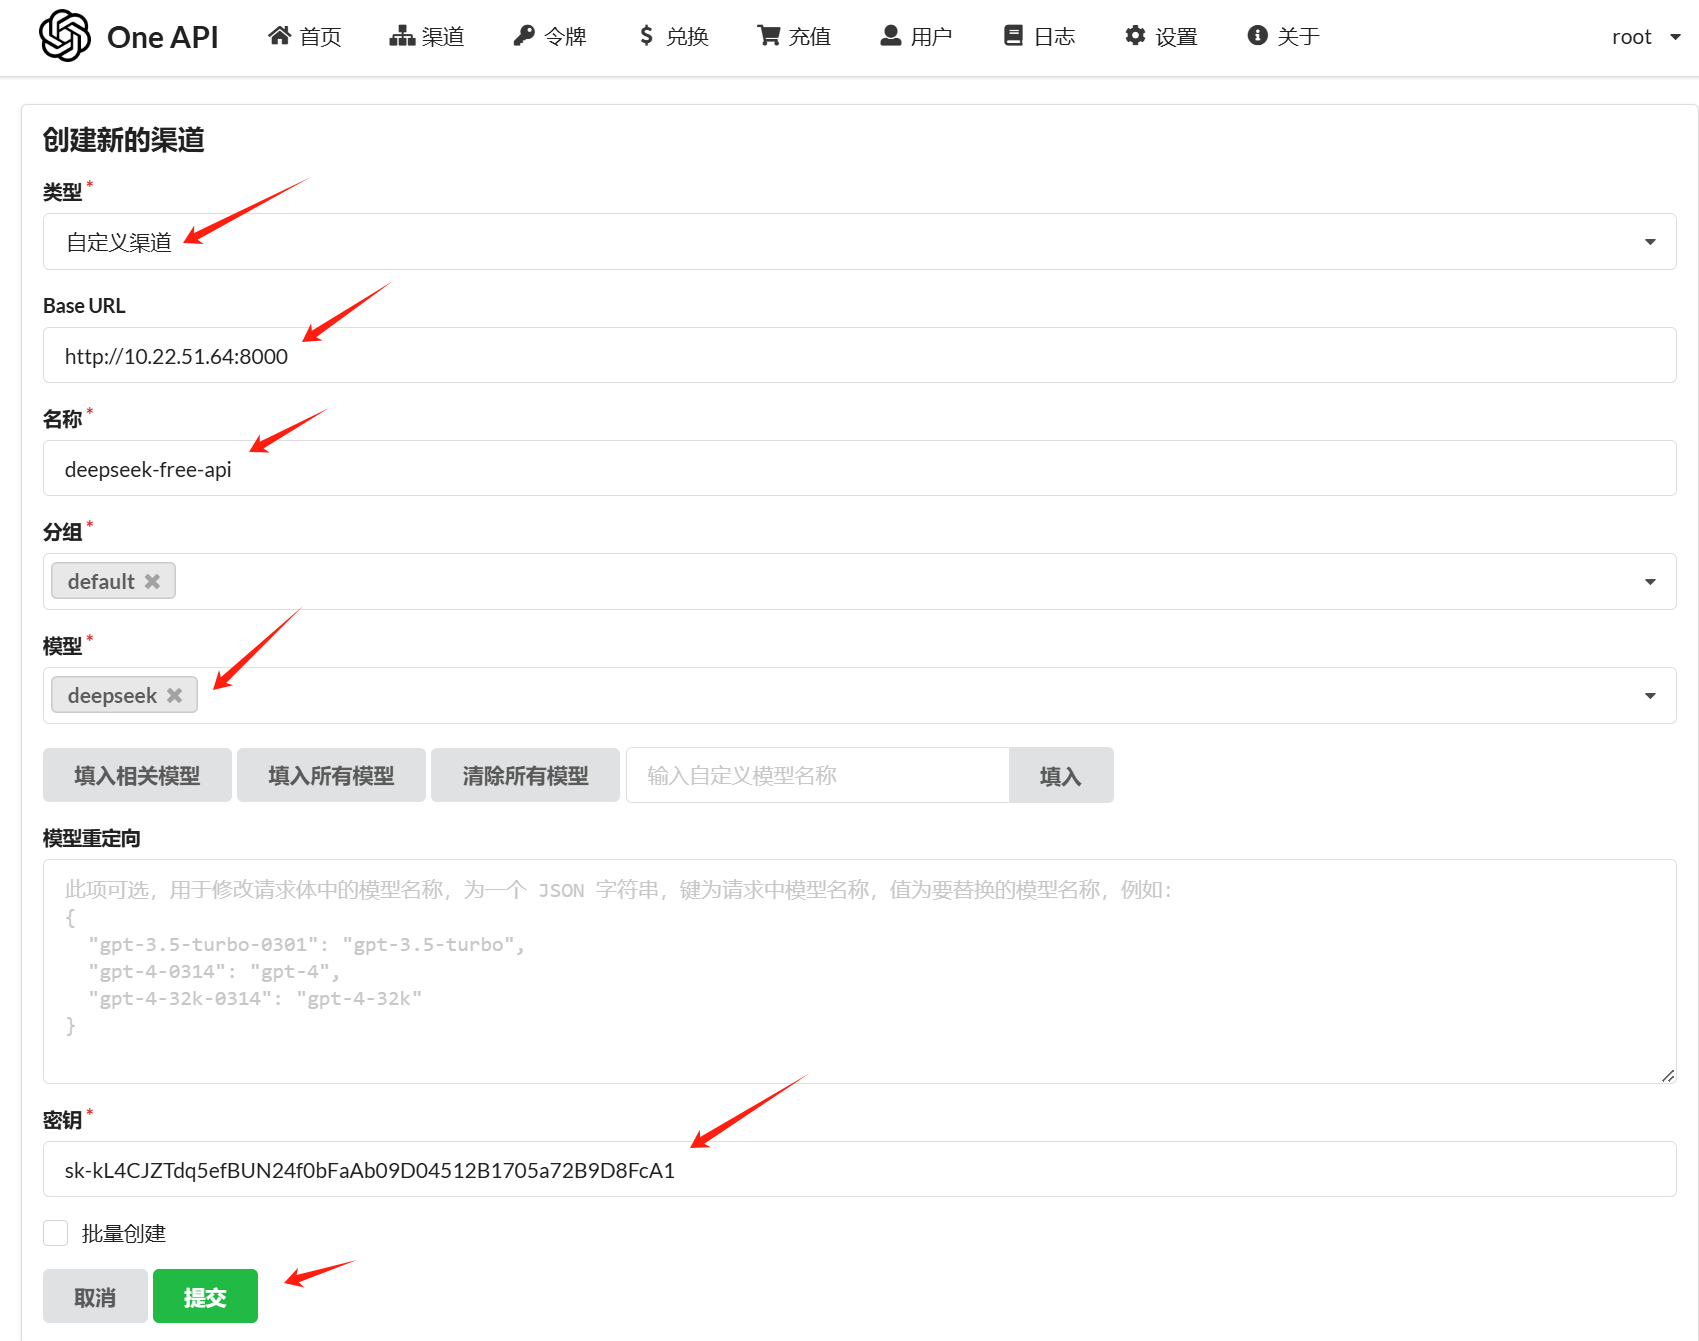 One API 首页 渠道 令牌 兑换 充值 用户 日志 设置 关于 root
创建新的渠道
类型*
自定义渠道
Base URL
http://10.22.51.64:8000
名称*
deepseek-free-api
分组*
default
模型*
deepseek
填入相关模型 填入所有模型 清除所有模型 输入自定义模型名称 填入
模型重定向
此项可选，用于修改请求体中的模型名称，为一个 JSON 字符串，键为请求中模型名称，值为要替换的模型名称，例如：
{
"gpt-3.5-turbo-0301": "gpt-3.5-turbo",
"gpt-4-0314": "gpt-4",
"gpt-4-32k-0314": "gpt-4-32k"
}
密钥*
sk-kL4CJZTdq5efBUN24f0bFaAb09D04512B1705a72B9D8FcA1
批量创建
取消 提交